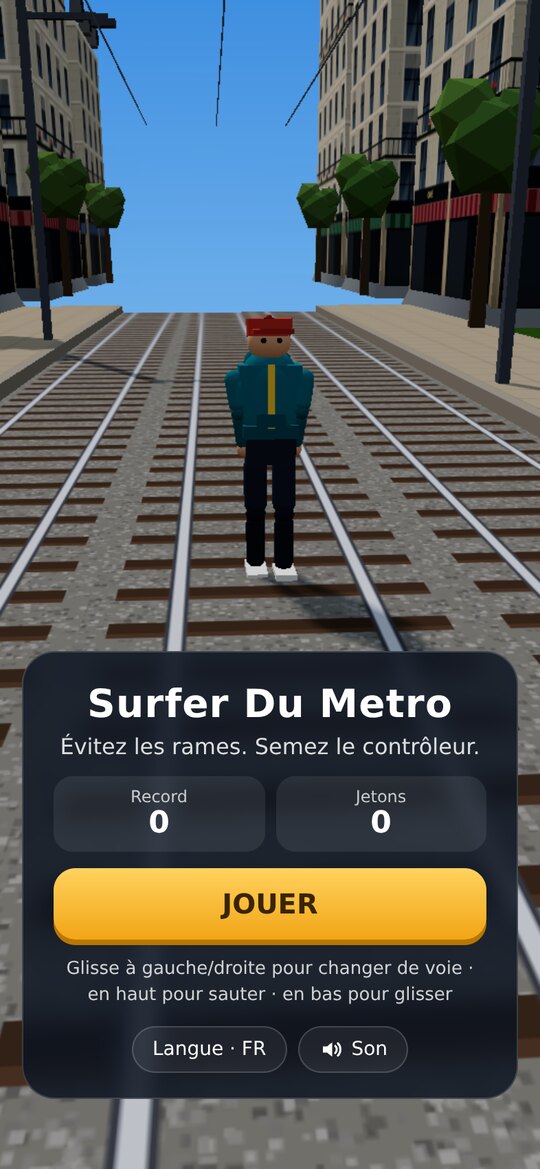 Surfer Du Metro
Évitez les rames. Semez le contrôleur.
Record
0
Jetons
0
JOUER
Glisse à gauche/droite pour changer de voie ·
en haut pour sauter · en bas pour glisser
Langue · FR
Son